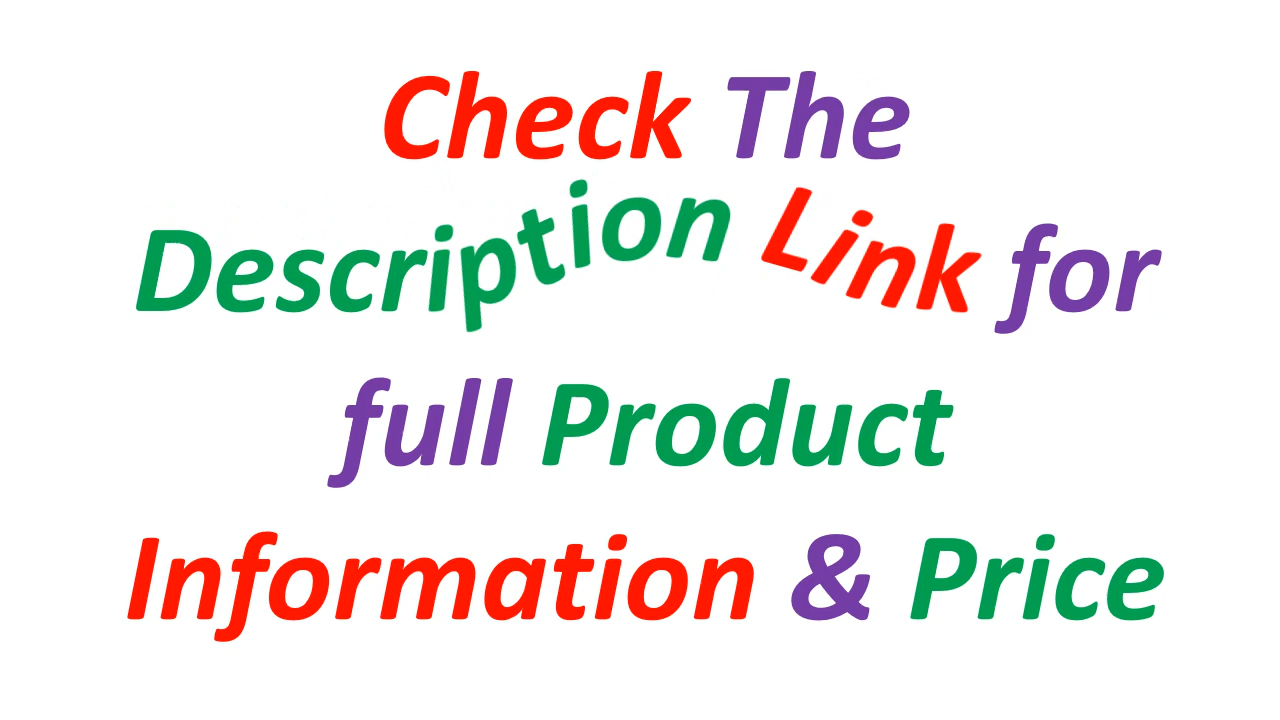 Check The
Description Link for
full Product
Information & Price